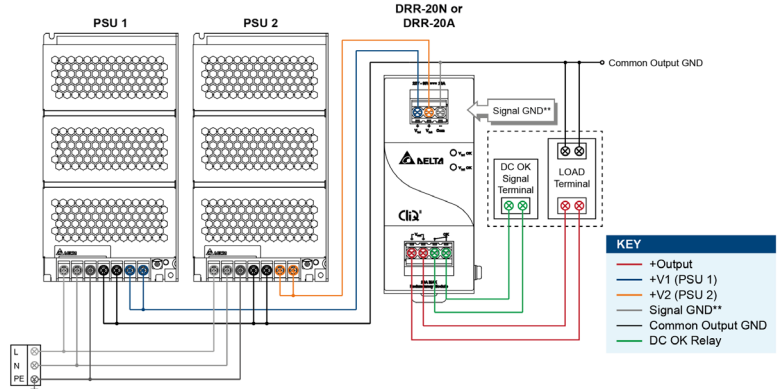 DRR-20N or
DRR-20A
PSU 1
PSU 2
Common Output GND
Signal GND**
DELTA
DC OK
Signal
Terminal
LOAD
Terminal
CliQ
KEY
+Output
+V1 (PSU 1)
+V2 (PSU 2)
Signal GND**
Common Output GND
DC OK Relay
L
N
PE